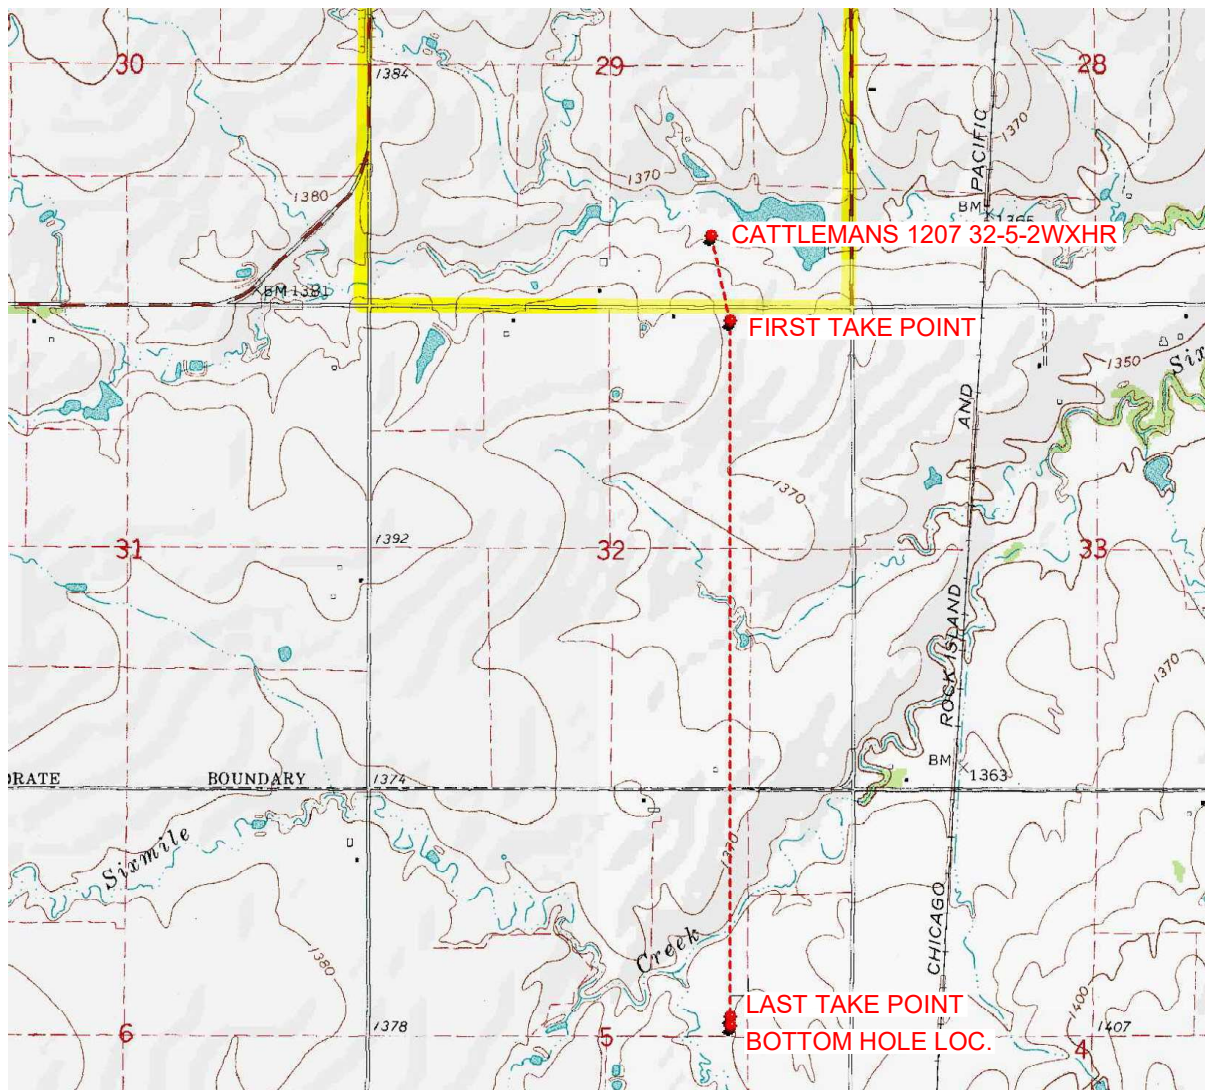 30
29
28
1384
1370
1370
PACIFIC
1380
BM
1365
CATTLEMANS 1207 32-5-2WXHR
BM 1381
FIRST TAKE POINT
Six
1350
AND
1370
1392
31
32
33
ROCK ISLAND
1370
BM
1363
ORATE
BOUNDARY
1374
Sixmile
1370
Creek
CHICAGO
1380
LAST TAKE POINT
1400
1378
1407
6
5
BOTTOM HOLE LOC.
4